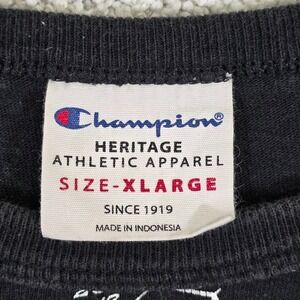 Champion®
HERITAGE
ATHLETIC APPAREL
SIZE-XLARGE
SINCE 1919
MADE IN INDONESIA